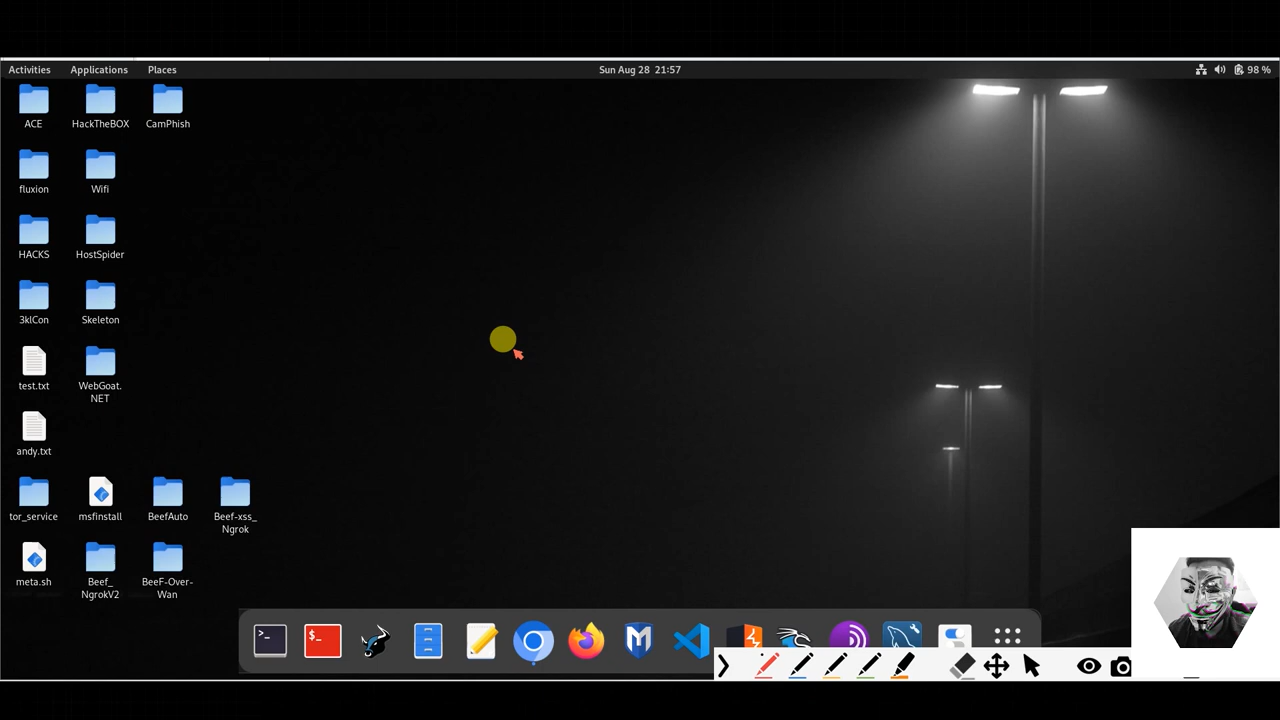 Activities Applications Places Sun Aug 28 21:57 98 %
ACE HackTheBOX CamPhish
fluxion Wifi
HACKS HostSpider
3klCon Skeleton
test.txt WebGoat.
NET
andy.txt
tor_service msfinstall BeefAuto Beef-xss_
Ngrok
meta.sh Beef_ BeeF-Over-
NgrokV2 Wan
>_ $_